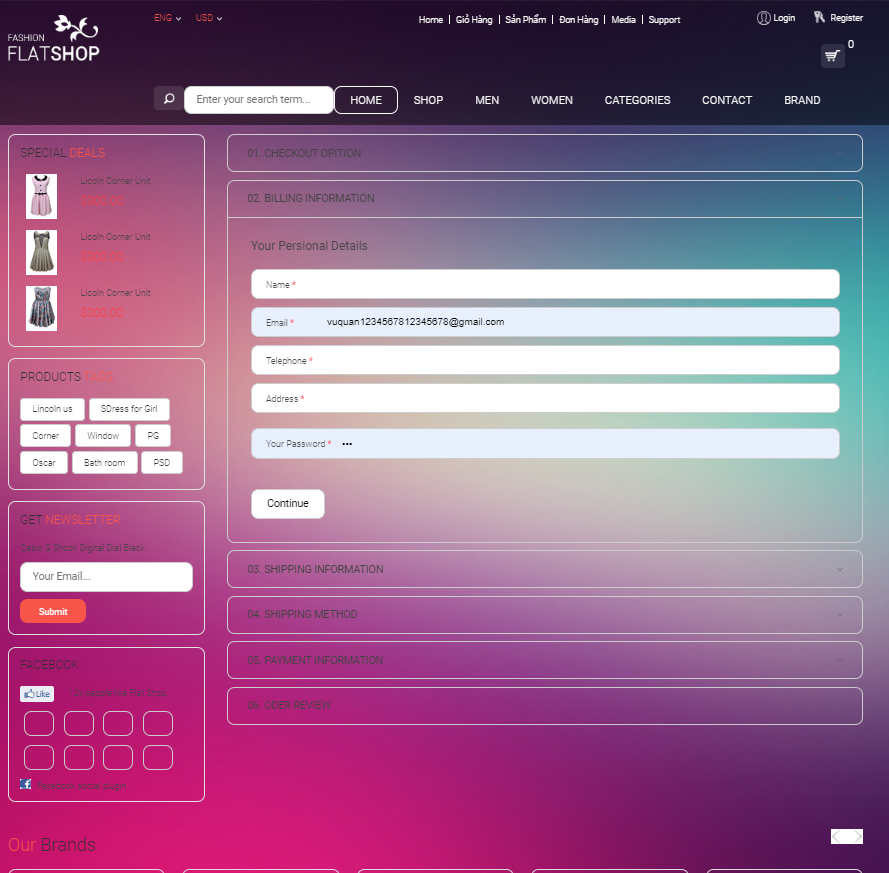 ENG USD Home Giỏ Hàng Sản Phẩm Đơn Hàng Media Support Login Register
FASHION
FLATSHOP
0
Enter your search term... HOME SHOP MEN WOMEN CATEGORIES CONTACT BRAND
SPECIAL DEALS
Licoln Corner Unit
Licoln Corner Unit
Licoln Corner Unit
$300.00
PRODUCTS TAGS
Lincoln us SDress for Girl
Corner Window PG
Oscar Bath room PSD
GET NEWSLETTER
Casio G Shock Digital Dial Black...
Your Email...
Submit
FACEBOOK
Like people like Flat Shop
Facebook social plugin
01. CHECKOUT OPITION
02. BILLING INFORMATION
Your Persional Details
Name *
Email * vuquan1234567812345678@gmail.com
Telephone *
Address *
Your Password * •••
Continue
03. SHIPPING INFORMATION
04. SHIPPING METHOD
05. PAYMENT INFORMATION
06. ODER REVIEW
Our Brands